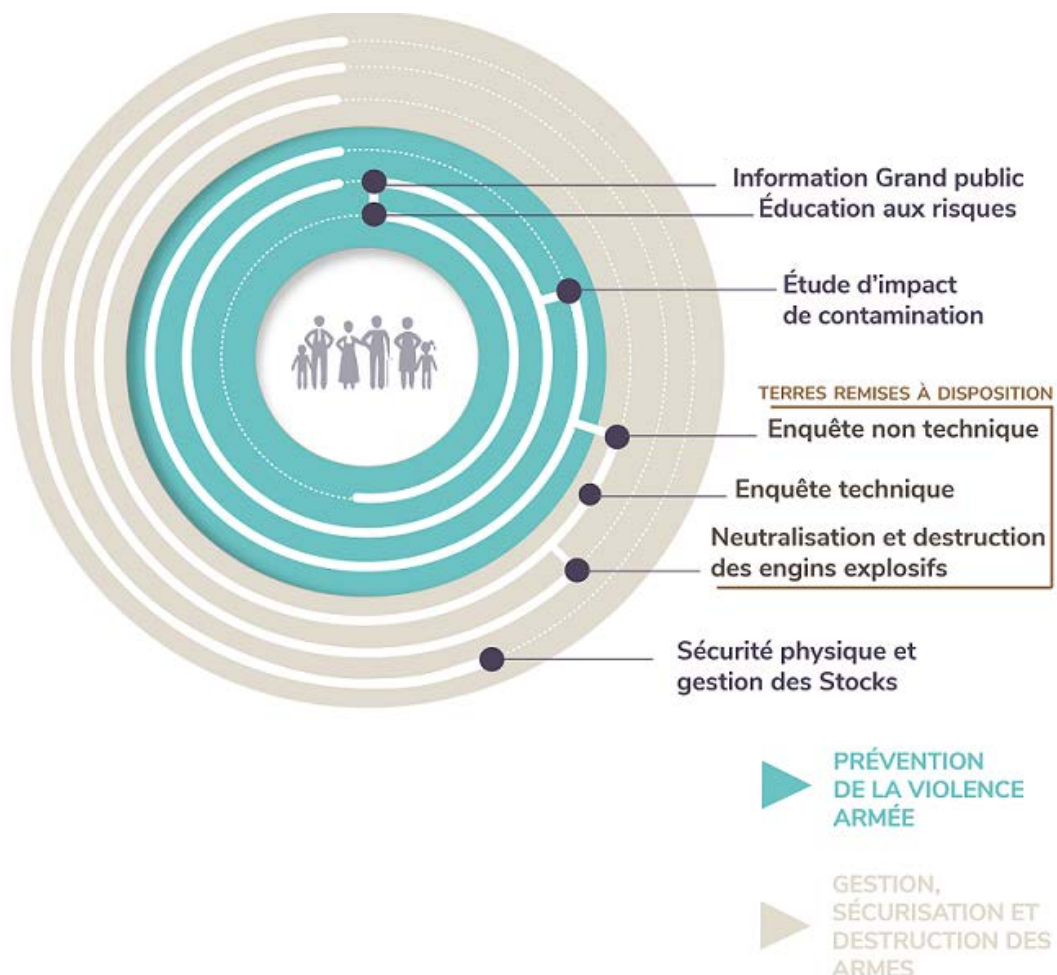 Information Grand public
Éducation aux risques
Étude d'impact
de contamination
TERRES REMISES À DISPOSITION
Enquête non technique
Enquête technique
Neutralisation et destruction
des engins explosifs
Sécurité physique et
gestion des Stocks
PRÉVENTION
DE LA VIOLENCE
ARMÉE
GESTION,
SÉCURISATION ET
DESTRUCTION DES
ARMES